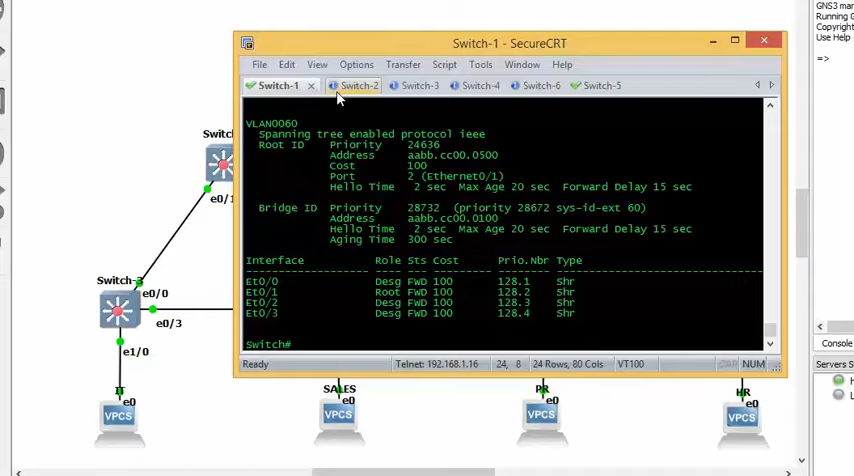 GNS3 mar
Running G
Copyright
Use Help
=>
Switch-1 - SecureCRT
File Edit View Options Transfer Script Tools Window Help
Switch-1 Switch-2 Switch-3 Switch-4 Switch-6 Switch-5
VLAN0060
Spanning tree enabled protocol ieee
Root ID Priority 24636
Address aabb.cc00.0500
Cost 100
Port 2 (Ethernet0/1)
Hello Time 2 sec Max Age 20 sec Forward Delay 15 sec
Bridge ID Priority 28732 (priority 28672 sys-id-ext 60)
Address aabb.cc00.0100
Hello Time 2 sec Max Age 20 sec Forward Delay 15 sec
Aging Time 300 sec
Interface Role Sts Cost Prio.Nbr Type
------------------- ---- --- --------- -------- --------------------------------
Et0/0 Desg FWD 100 128.1 Shr
Et0/1 Root FWD 100 128.2 Shr
Et0/2 Desg FWD 100 128.3 Shr
Et0/3 Desg FWD 100 128.4 Shr
Switch#
Ready Telnet: 192.168.1.16 24, 8 24 Rows, 80 Cols VT100 CAP NUM
Switch
e0/1
Switch-3
e0/0
e0/3
e1/0
IT
e0
VPCS
SALES
e0
VPCS
PR
e0
VPCS
HR
e0
VPCS
Console
Servers S
H
L